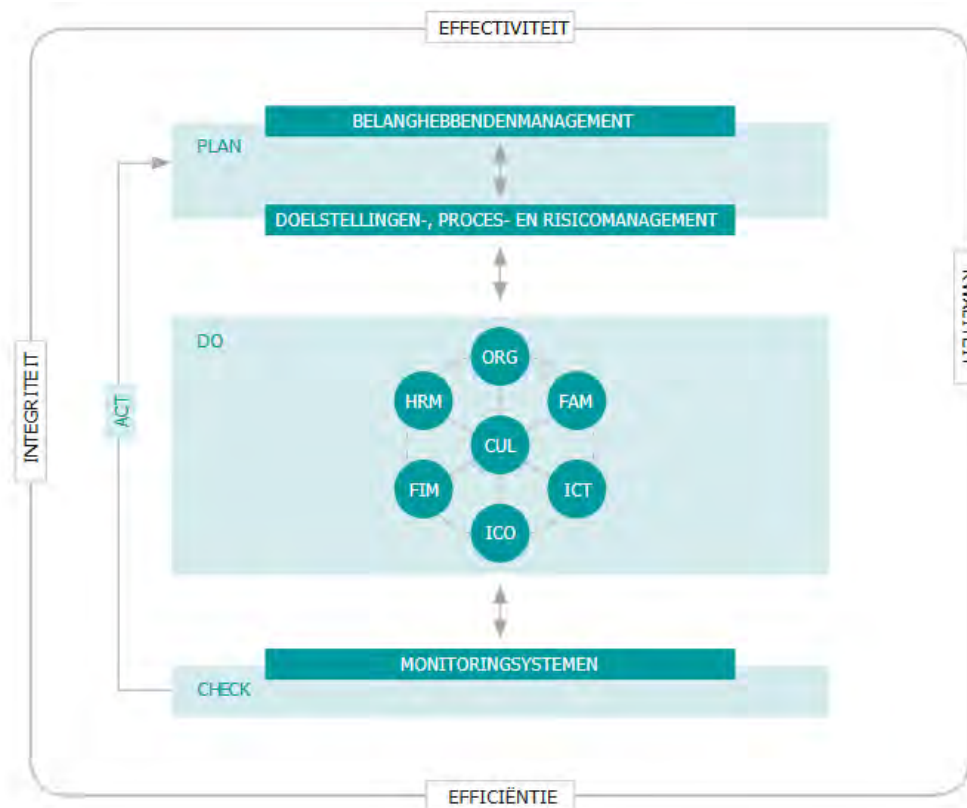 EFFECTIVITEIT
BELANGHEBBENDENMANAGEMENT
PLAN
DOELSTELLINGEN-, PROCES- EN RISICOMANAGEMENT
DO
ORG
HRM
FAM
CUL
FIM
ICT
ICO
INTEGRITEIT
ACT
KWALITEIT
MONITORINGSYSTEMEN
CHECK
EFFICIËNTIE